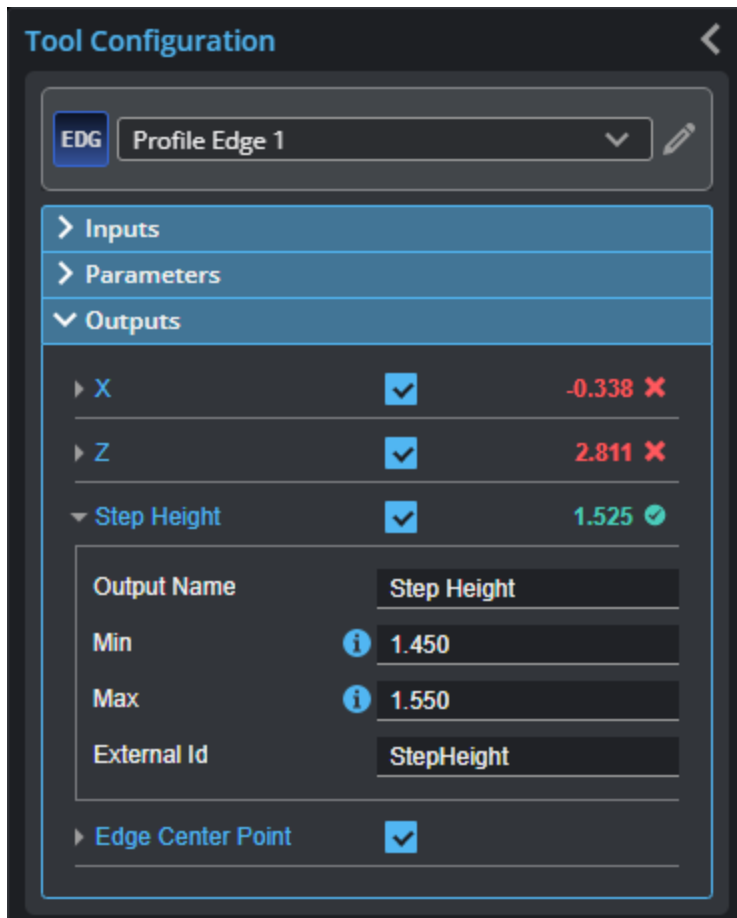 Tool Configuration
EDG Profile Edge 1
Inputs
Parameters
Outputs
X -0.338
Z 2.811
Step Height 1.525
Output Name Step Height
Min 1.450
Max 1.550
External Id StepHeight
Edge Center Point